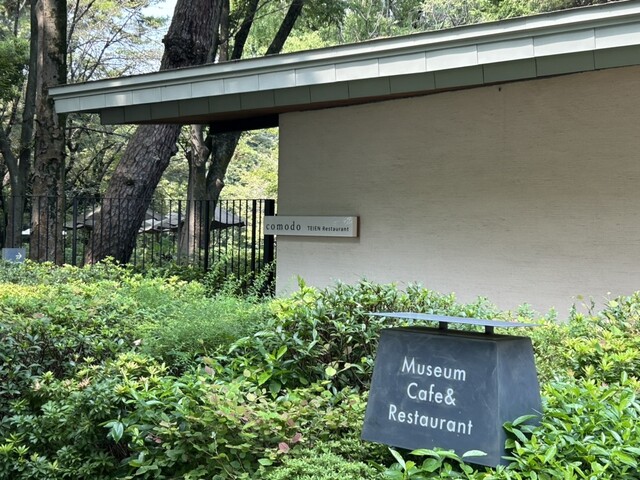 comodo TEIEN Restaurant
Museum
Cafe&
Restaurant